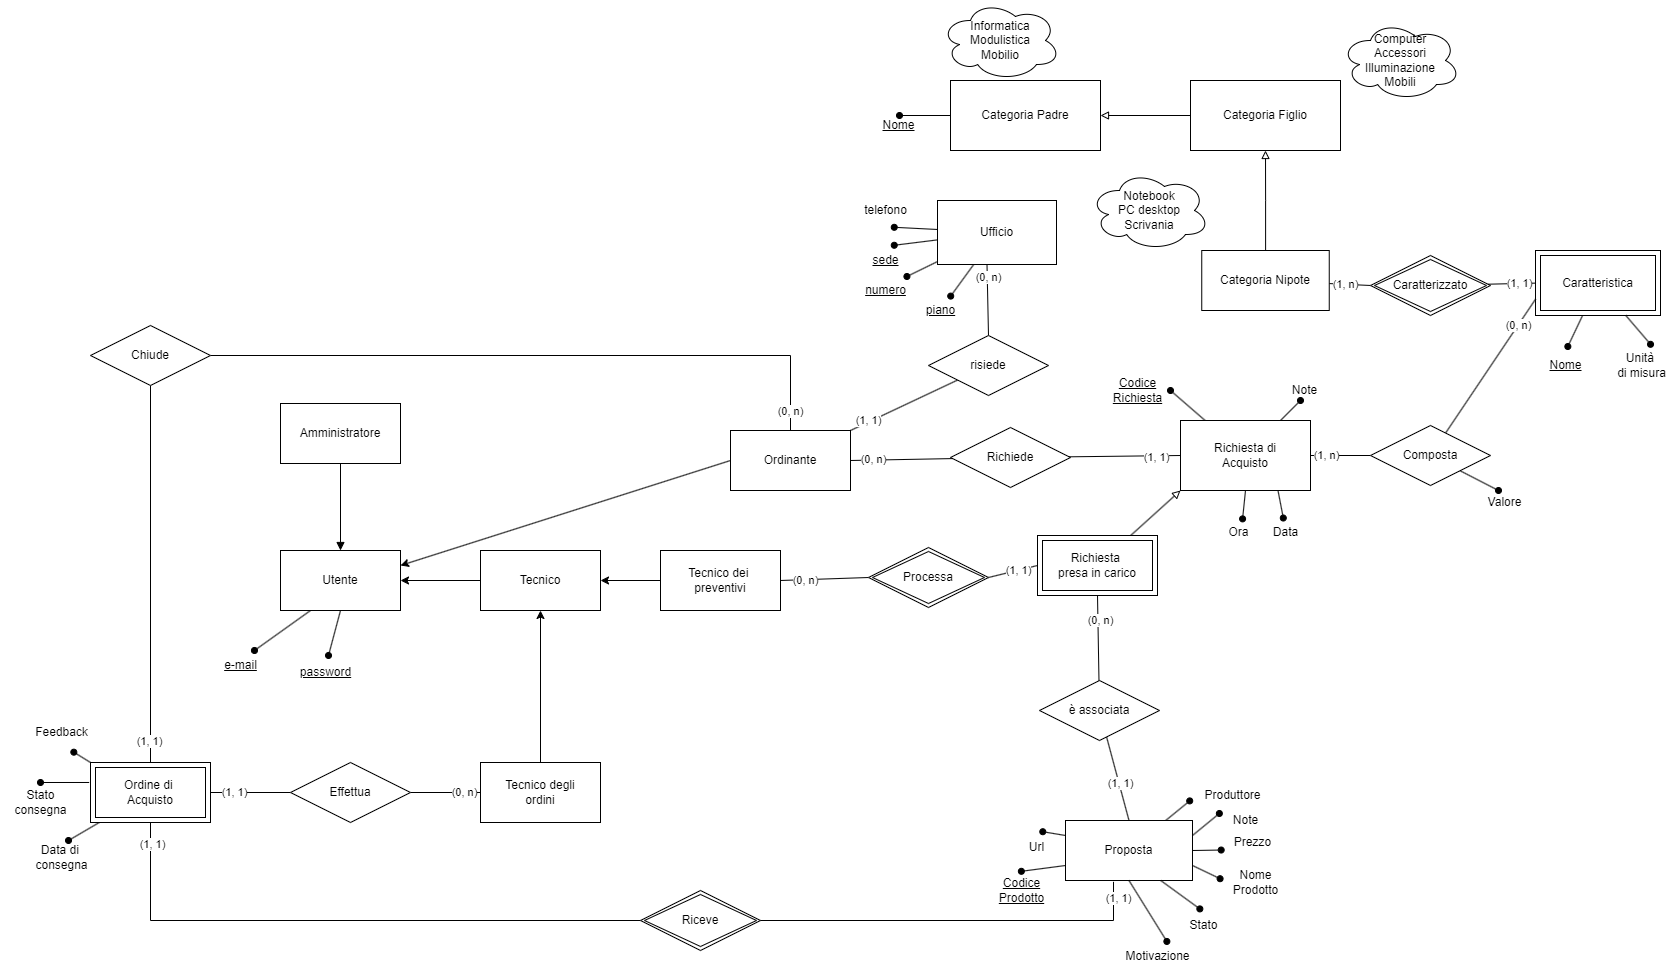 Informatica
Modulistica
Mobilio
Computer
Accessori
Illuminazione
Mobili
Categoria Padre
Categoria Figlio
Nome
Notebook
PC desktop
Scrivania
telefono
Ufficio
sede
numero
piano
(0, n)
Categoria Nipote
(1, n)
Caratterizzato
(1, 1)
Caratteristica
(0, n)
Nome
Unità
di misura
Chiude
risiede
(0, n)
(1, 1)
Codice
Richiesta
Note
Amministratore
Ordinante
(0, n)
Richiede
(1, 1)
Richiesta di
Acquisto
(1, n)
Composta
Valore
Ora
Data
Utente
Tecnico
Tecnico dei
preventivi
(0, n)
Processa
(1, 1)
Richiesta
presa in carico
(0, n)
e-mail
password
è associata
Feedback
(1, 1)
Stato
consegna
Ordine di
Acquisto
(1, 1)
Effettua
(0, n)
Tecnico degli
ordini
(1, 1)
Data di
consegna
(1, 1)
Produttore
Note
Url
Proposta
Prezzo
Codice
Prodotto
Nome
Prodotto
(1, 1)
Stato
Riceve
Motivazione